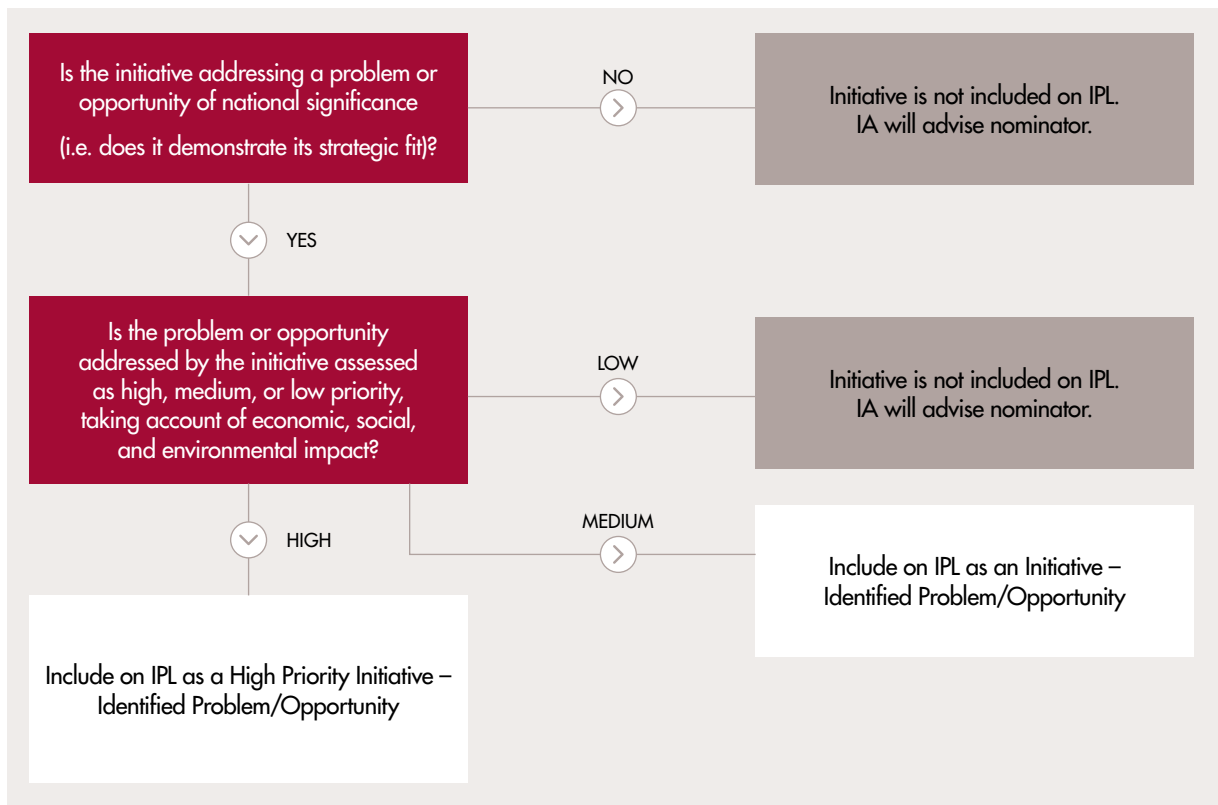 Is the initiative addressing a problem or
opportunity of national significance
(i.e. does it demonstrate its strategic fit)?
NO
Initiative is not included on IPL.
IA will advise nominator.
YES
Is the problem or opportunity
addressed by the initiative assessed
as high, medium, or low priority,
taking account of economic, social,
and environmental impact?
LOW
Initiative is not included on IPL.
IA will advise nominator.
MEDIUM
HIGH
Include on IPL as an Initiative –
Identified Problem/Opportunity
Include on IPL as a High Priority Initiative –
Identified Problem/Opportunity